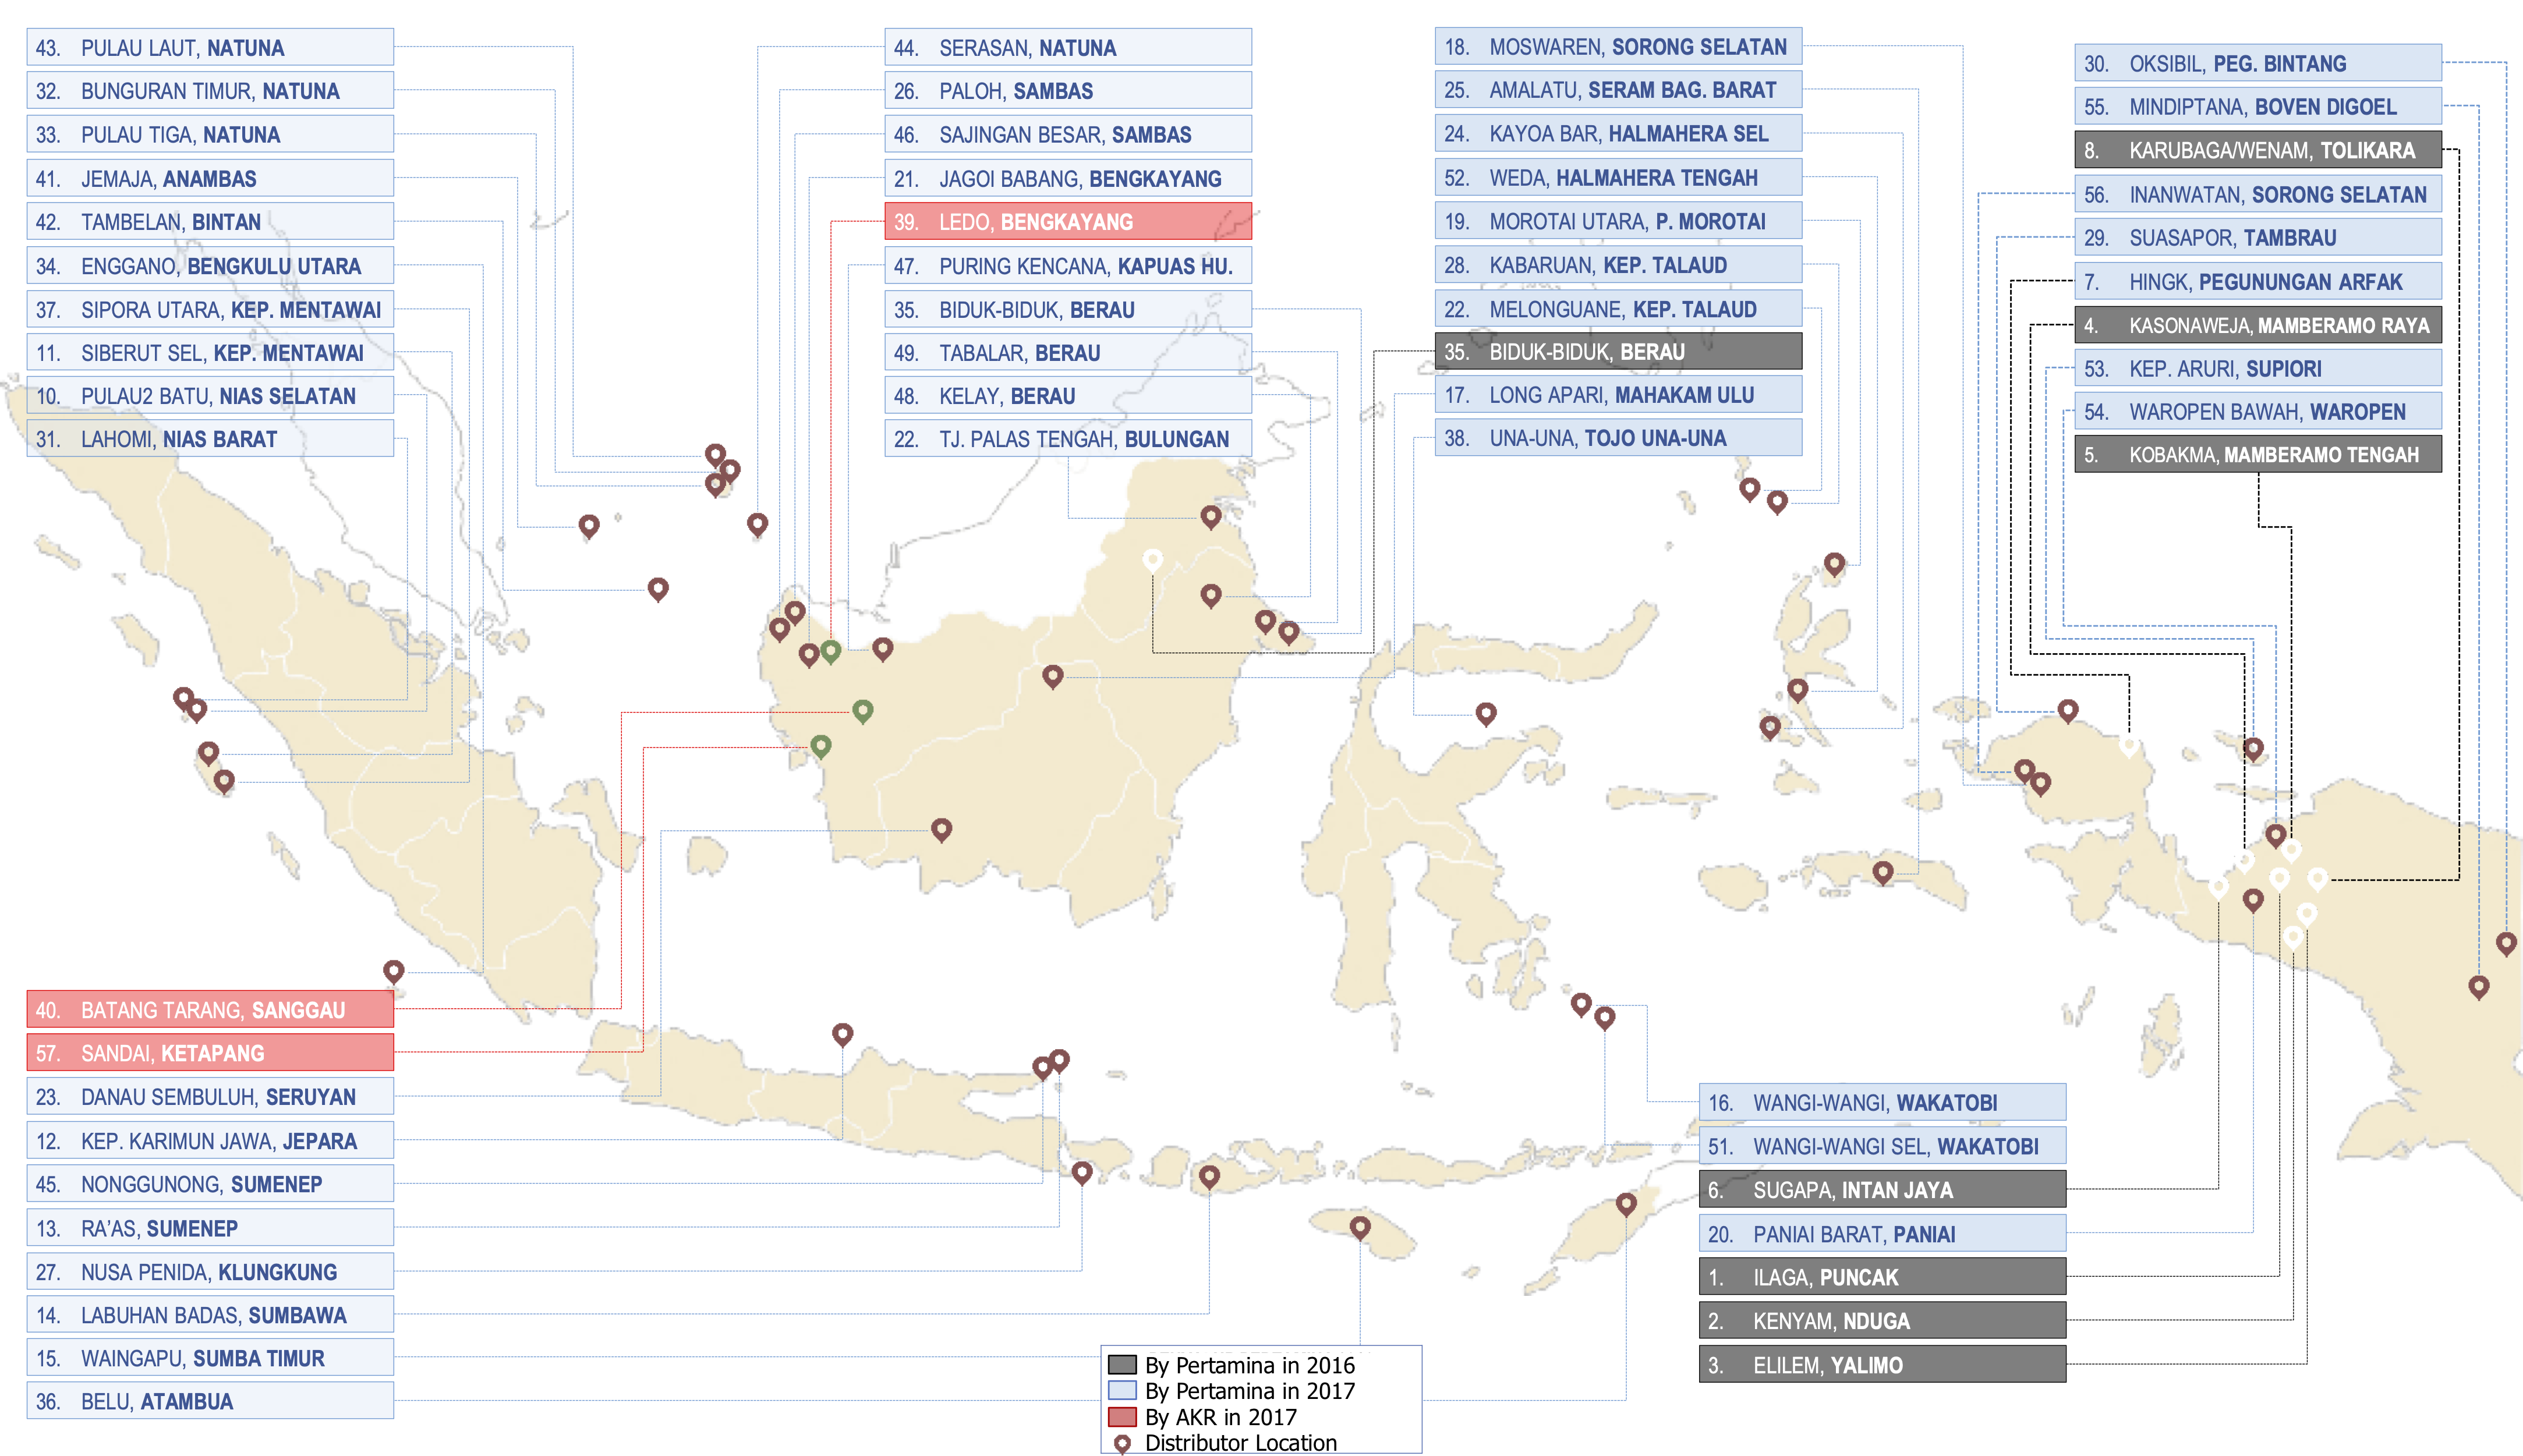 43. PULAU LAUT, NATUNA
32. BUNGURAN TIMUR, NATUNA
33. PULAU TIGA, NATUNA
41. JEMAJA, ANAMBAS
42. TAMBELAN, BINTAN
34. ENGGANO, BENGKULU UTARA
37. SIPORA UTARA, KEP. MENTAWAI
11. SIBERUT SEL, KEP. MENTAWAI
10. PULAU2 BATU, NIAS SELATAN
31. LAHOMI, NIAS BARAT
44. SERASAN, NATUNA
26. PALOH, SAMBAS
46. SAJINGAN BESAR, SAMBAS
21. JAGOI BABANG, BENGKAYANG
39. LEDO, BENGKAYANG
47. PURING KENCANA, KAPUAS HU.
35. BIDUK-BIDUK, BERAU
49. TABALAR, BERAU
48. KELAY, BERAU
22. TJ. PALAS TENGAH, BULUNGAN
18. MOSWAREN, SORONG SELATAN
25. AMALATU, SERAM BAG. BARAT
24. KAYOA BAR, HALMAHERA SEL
52. WEDA, HALMAHERA TENGAH
19. MOROTAI UTARA, P. MOROTAI
28. KABARUAN, KEP. TALAUD
22. MELONGUANE, KEP. TALAUD
35. BIDUK-BIDUK, BERAU
17. LONG APARI, MAHAKAM ULU
38. UNA-UNA, TOJO UNA-UNA
30. OKSIBIL, PEG. BINTANG
55. MINDIPTANA, BOVEN DIGOEL
8. KARUBAGA/WENAM, TOLIKARA
56. INANWATAN, SORONG SELATAN
29. SUASAPOR, TAMBRAU
7. HINGK, PEGUNUNGAN ARFAK
4. KASONAWEJA, MAMBERAMO RAYA
53. KEP. ARURI, SUPIORI
54. WAROPEN BAWAH, WAROPEN
5. KOBAKMA, MAMBERAMO TENGAH
40. BATANG TARANG, SANGGAU
57. SANDAI, KETAPANG
23. DANAU SEMBULUH, SERUYAN
12. KEP. KARIMUN JAWA, JEPARA
45. NONGGUNONG, SUMENEP
13. RA'AS, SUMENEP
27. NUSA PENIDA, KLUNGKUNG
14. LABUHAN BADAS, SUMBAWA
15. WAINGAPU, SUMBA TIMUR
36. BELU, ATAMBUA
16. WANGI-WANGI, WAKATOBI
51. WANGI-WANGI SEL, WAKATOBI
6. SUGAPA, INTAN JAYA
20. PANIAI BARAT, PANIAI
1. ILAGA, PUNCAK
2. KENYAM, NDUGA
3. ELILEM, YALIMO
By Pertamina in 2016
By Pertamina in 2017
By AKR in 2017
Distributor Location